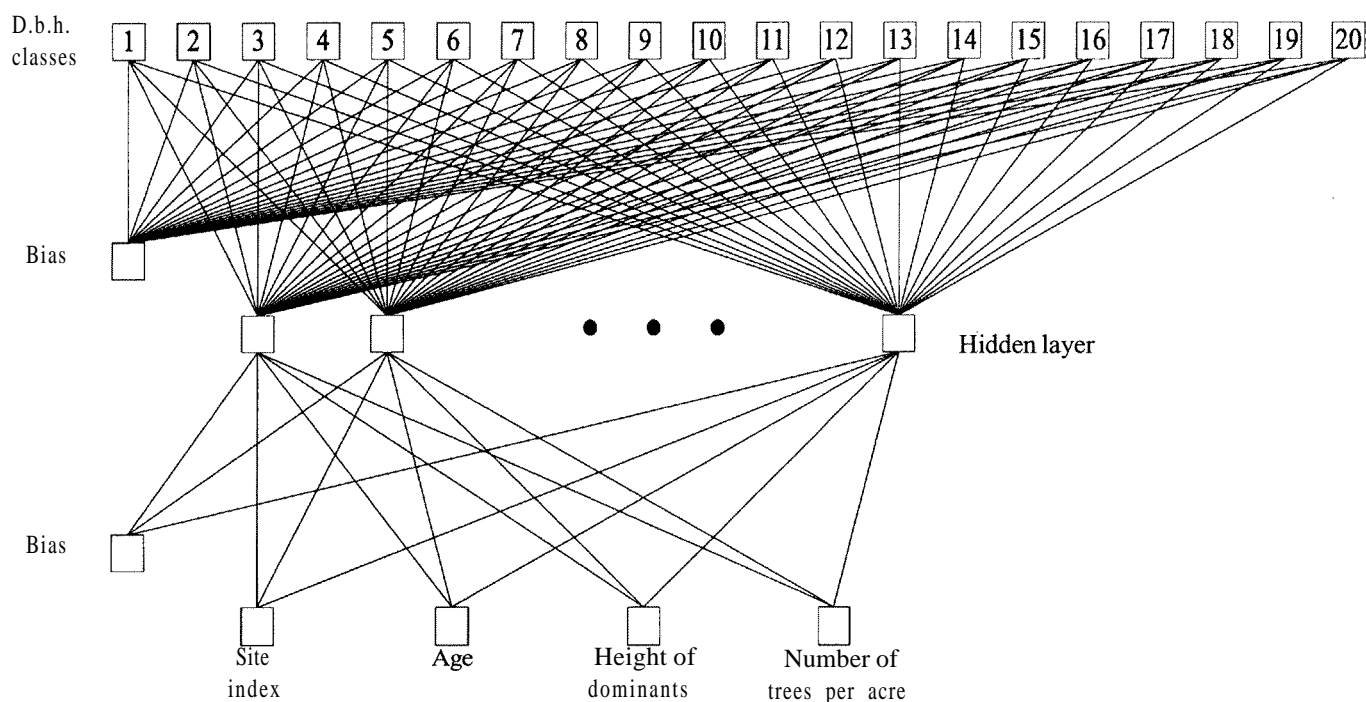 D.b.h.
classes
1 2 3 4 5 6 7 8 9 10 11 12 13 14 15 16 17 18 19 20
Bias
Hidden layer
Bias
Site
index
Age
Height of
dominants
Number of
trees per acre